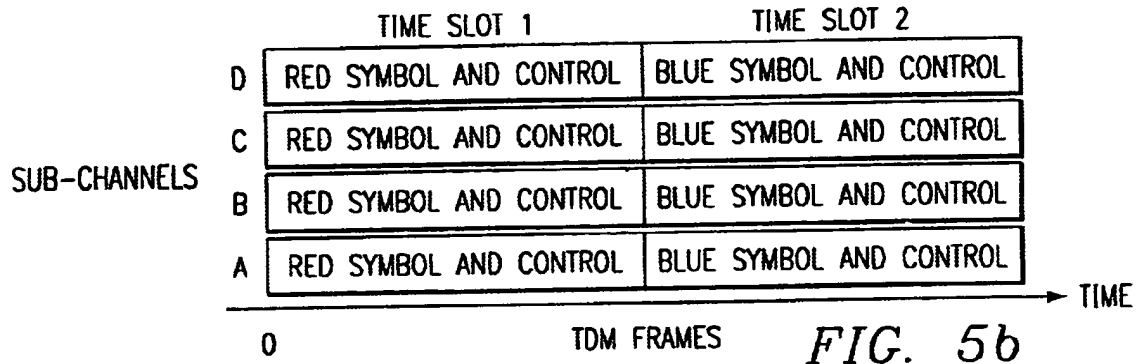 TIME SLOT 1 TIME SLOT 2
D RED SYMBOL AND CONTROL BLUE SYMBOL AND CONTROL
C RED SYMBOL AND CONTROL BLUE SYMBOL AND CONTROL
SUB-CHANNELS
B RED SYMBOL AND CONTROL BLUE SYMBOL AND CONTROL
A RED SYMBOL AND CONTROL BLUE SYMBOL AND CONTROL
TIME
0 TDM FRAMES FIG. 5b